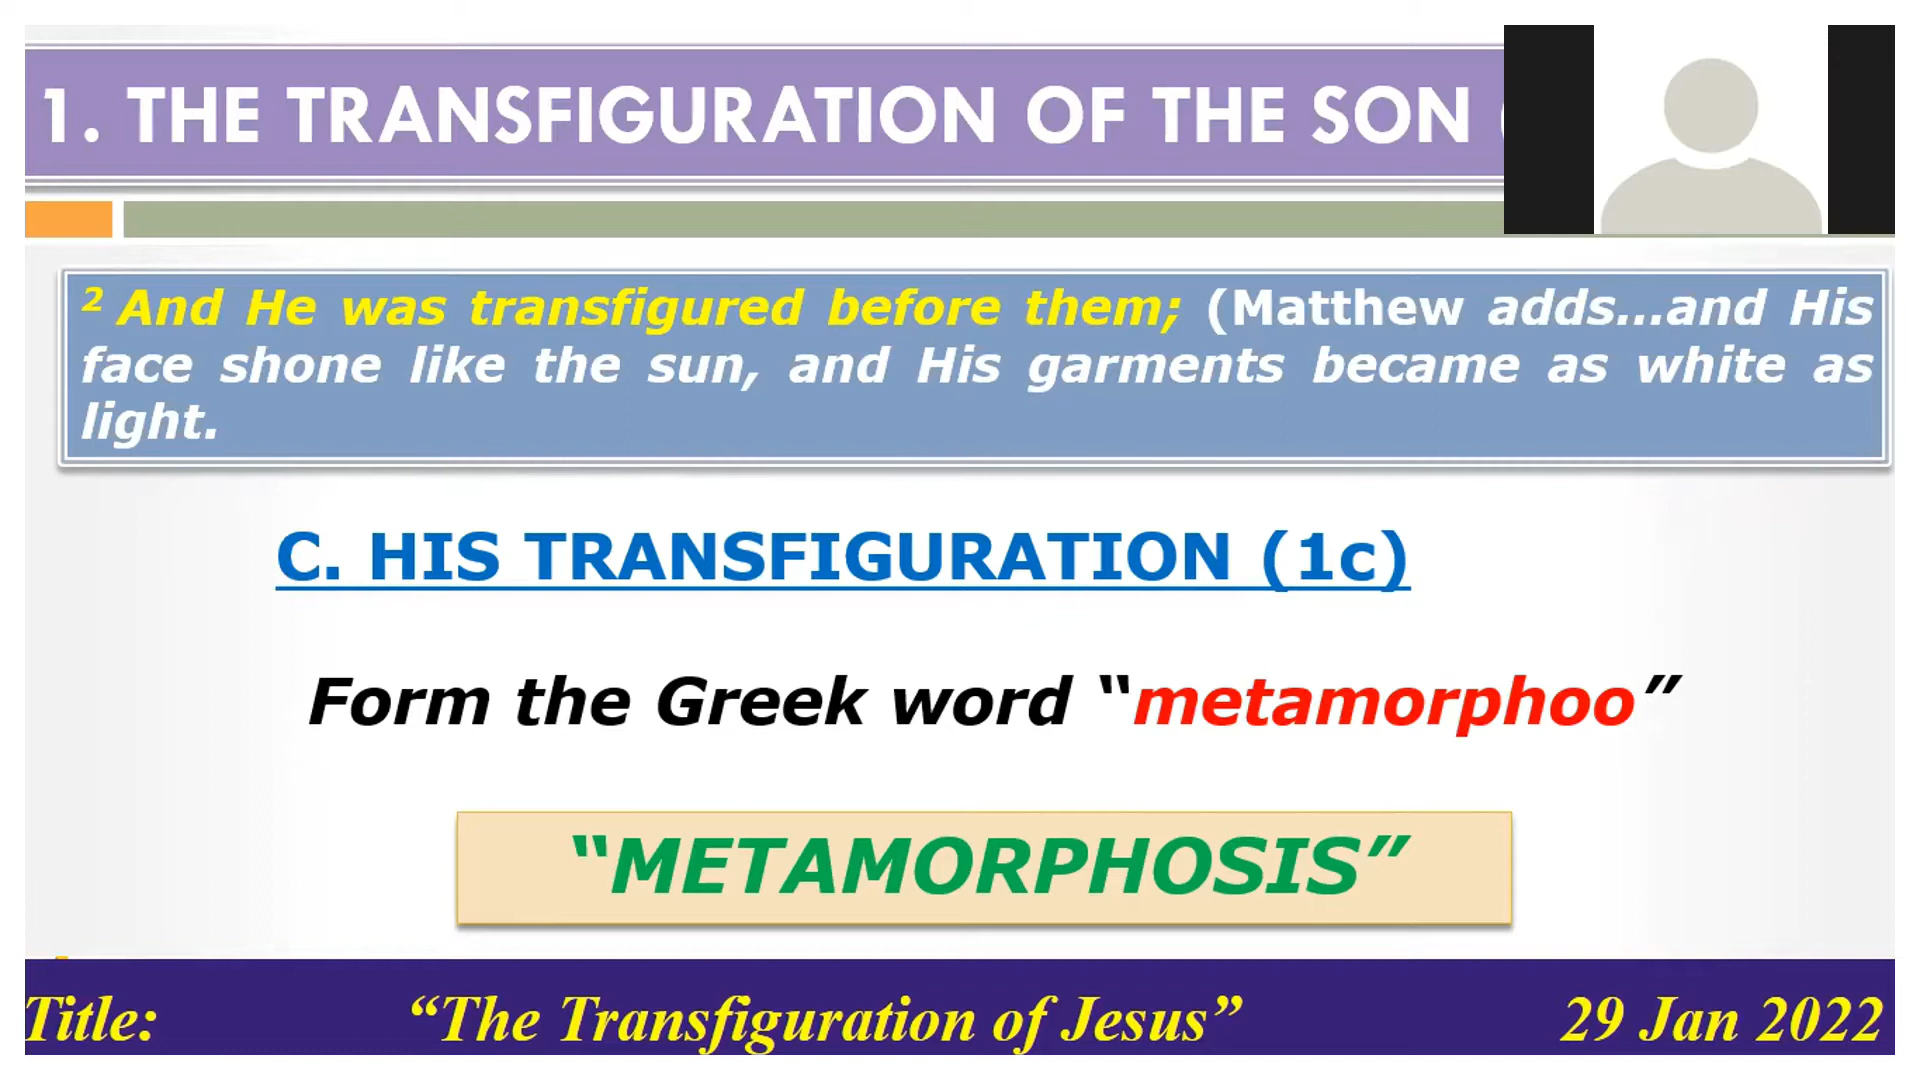 1. THE TRANSFIGURATION OF THE SON (
2 And He was transfigured before them; (Matthew adds...and His
face shone like the sun, and His garments became as white as
light.
C. HIS TRANSFIGURATION (1c)
Form the Greek word “metamorphoo”
“METAMORPHOSIS”
Title: “The Transfiguration of Jesus” 29 Jan 2022